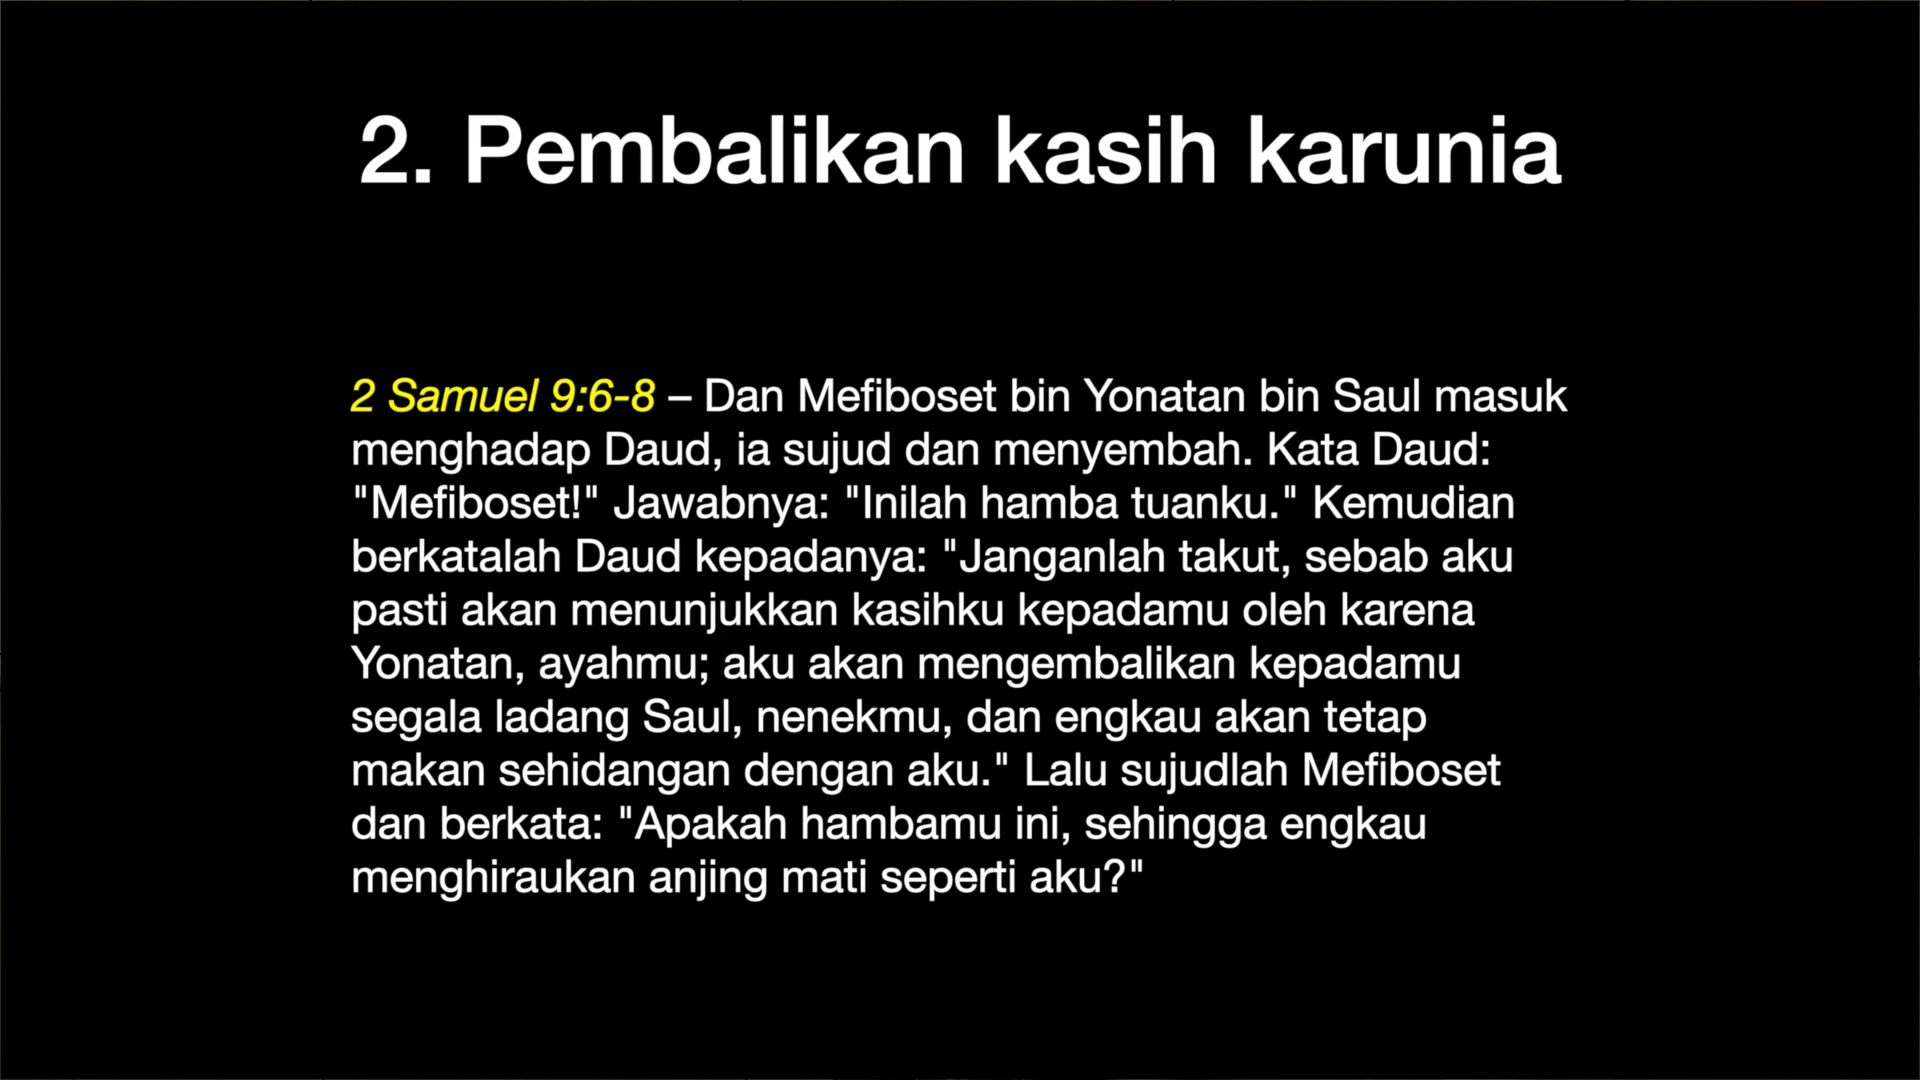 2. Pembalikan kasih karunia
2 Samuel 9:6-8 – Dan Mefiboset bin Yonatan bin Saul masuk
menghadap Daud, ia sujud dan menyembah. Kata Daud:
"Mefiboset!" Jawabnya: "Inilah hamba tuanku." Kemudian
berkatalah Daud kepadanya: "Janganlah takut, sebab aku
pasti akan menunjukkan kasihku kepadamu oleh karena
Yonatan, ayahmu; aku akan mengembalikan kepadamu
segala ladang Saul, nenekmu, dan engkau akan tetap
makan sehidangan dengan aku." Lalu sujudlah Mefiboset
dan berkata: "Apakah hambamu ini, sehingga engkau
menghiraukan anjing mati seperti aku?"